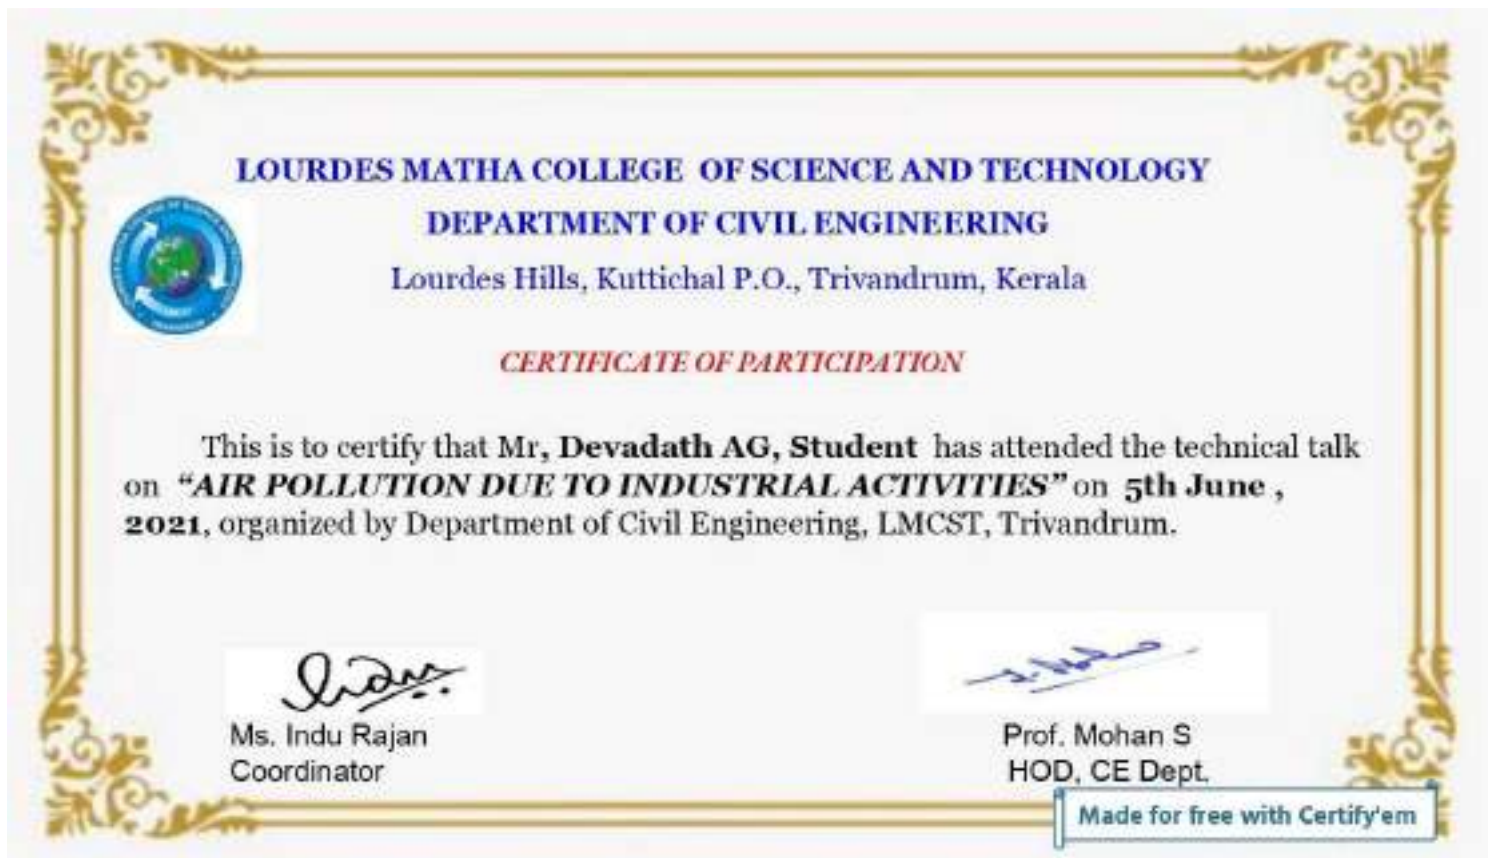 LOURDES MATHA COLLEGE OF SCIENCE AND TECHNOLOGY
DEPARTMENT OF CIVIL ENGINEERING
Lourdes Hills, Kuttichal P.O., Trivandrum, Kerala
CERTIFICATE OF PARTICIPATION
This is to certify that Mr, Devadath AG, Student has attended the technical talk
on “AIR POLLUTION DUE TO INDUSTRIAL ACTIVITIES” on 5th June ,
2021, organized by Department of Civil Engineering, LMCST, Trivandrum.
Indu
Ms. Indu Rajan
Coordinator
Prof. Mohan S
HOD, CE Dept.
Made for free with Certify'em